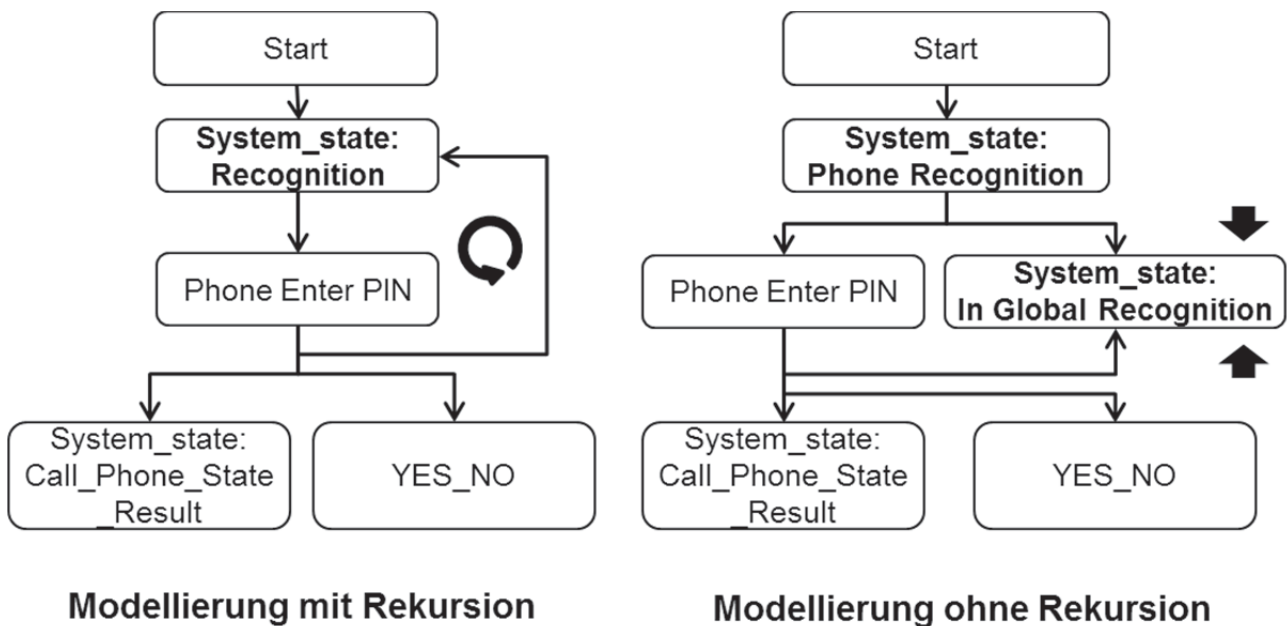 Start
System_state:
Recognition
Phone Enter PIN
System_state:
Call_Phone_State
_Result
YES_NO
Modellierung mit Rekursion
Start
System_state:
Phone Recognition
Phone Enter PIN
System_state:
In Global Recognition
System_state:
Call_Phone_State
_Result
YES_NO
Modellierung ohne Rekursion